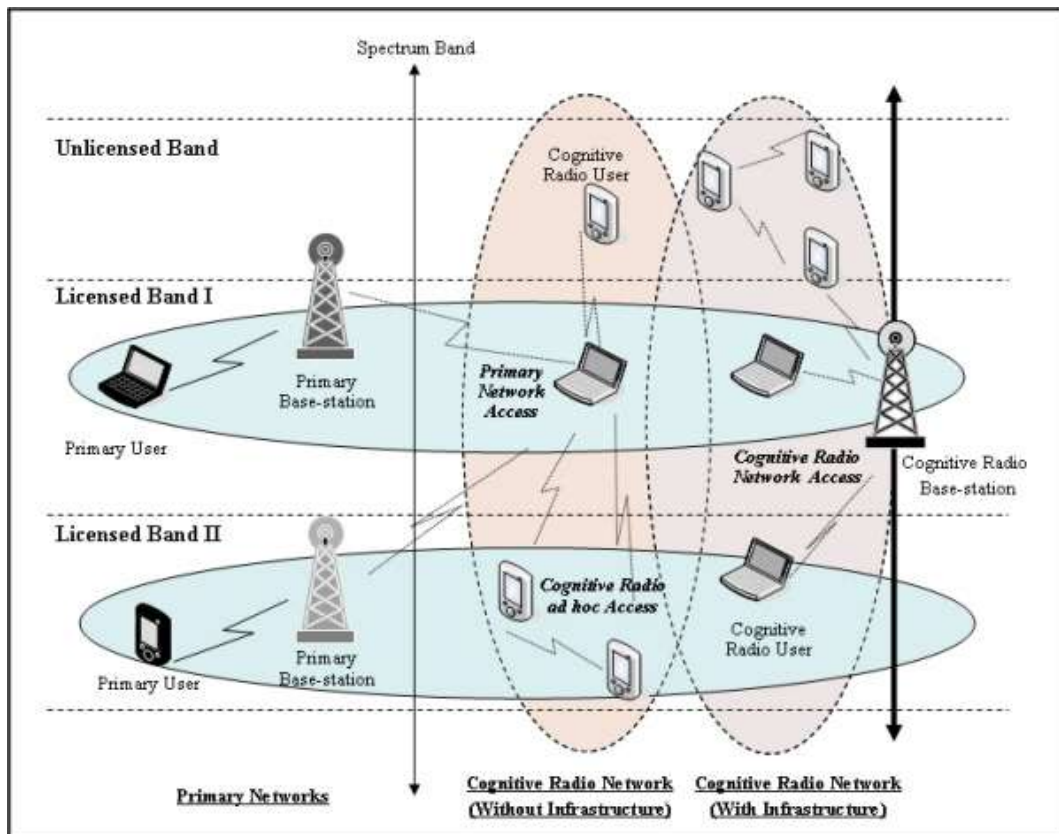 Spectrum Band
Unlicensed Band
Cognitive
Radio User
Licensed Band I
Primary
Base-station
Primary User
Primary
Network
Access
Cognitive Radio
Network Access
Cognitive Radio
Base-station
Licensed Band II
Primary
Base-station
Primary User
Cognitive Radio
ad hoc Access
Cognitive
Radio User
Primary Networks
Cognitive Radio Network
(Without Infrastructure)
Cognitive Radio Network
(With Infrastructure)